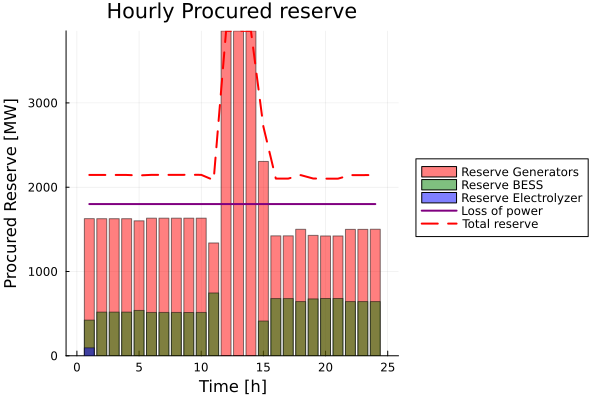 Hourly Procured reserve
Procured Reserve [MW]
3000
2000
1000
0
0 5 10 15 20 25
Time [h]
Reserve Generators
Reserve BESS
Reserve Electrolyzer
Loss of power
Total reserve